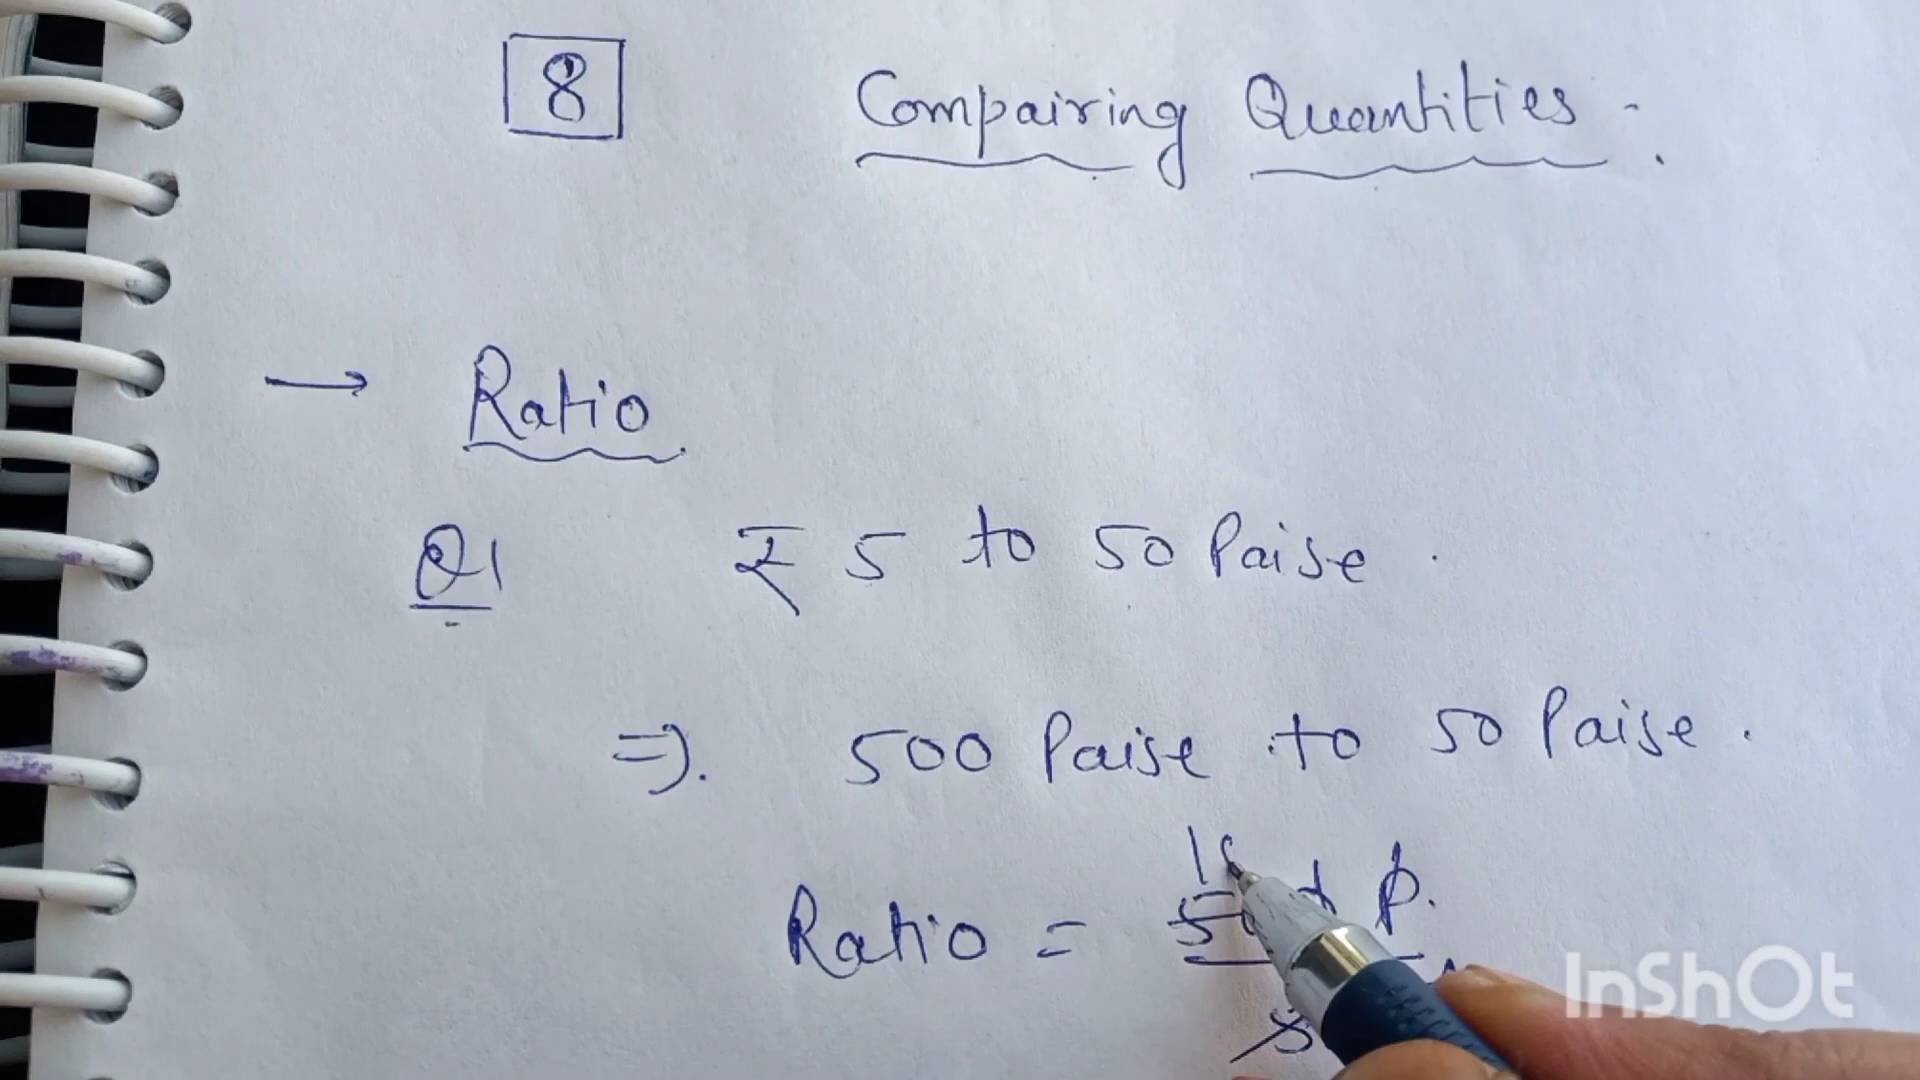 8 Compairing Quantities.
→ Ratio
Q1 ₹ 5 to 50 Paise.
⇒ 500 Paise to 50 Paise.
Ratio = p.
InShOt